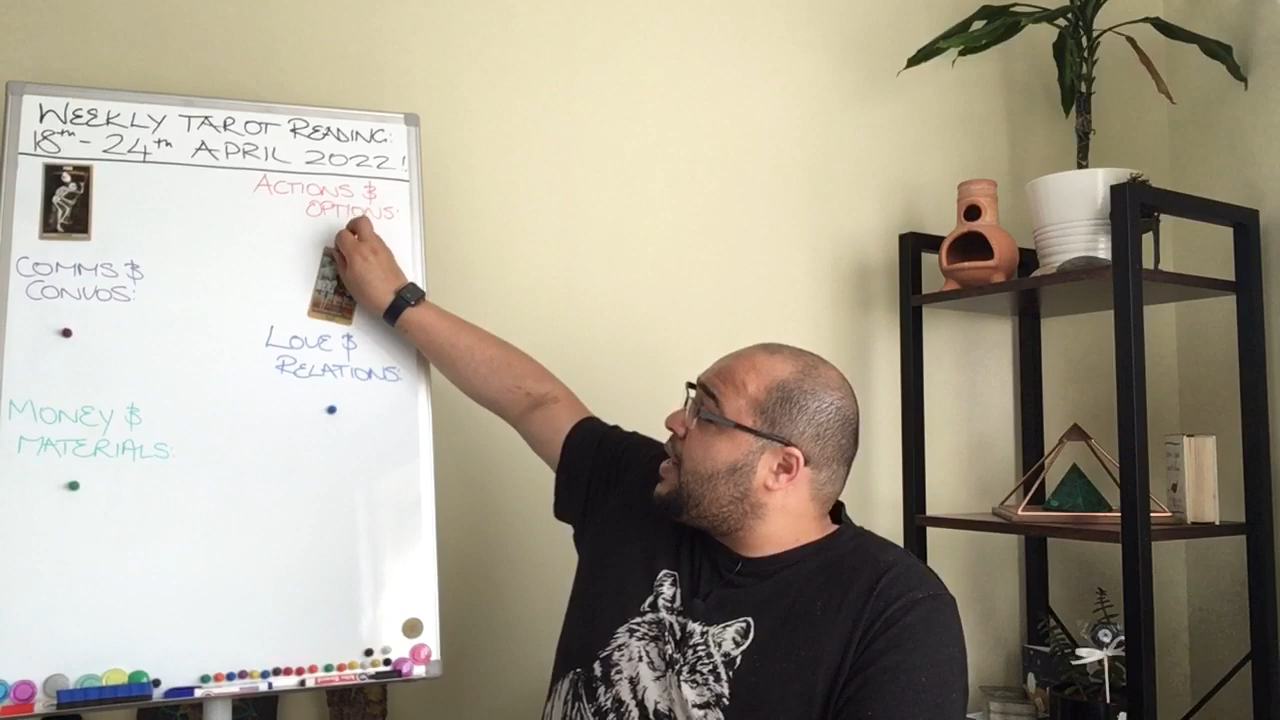 WEEKLY TAROT READING:
18th - 24th APRIL 2022!
ACTIONS &
OPTIONS:
COMMS &
CONVOS:
LOVE &
RELATIONS:
MONEY &
MATERIALS: